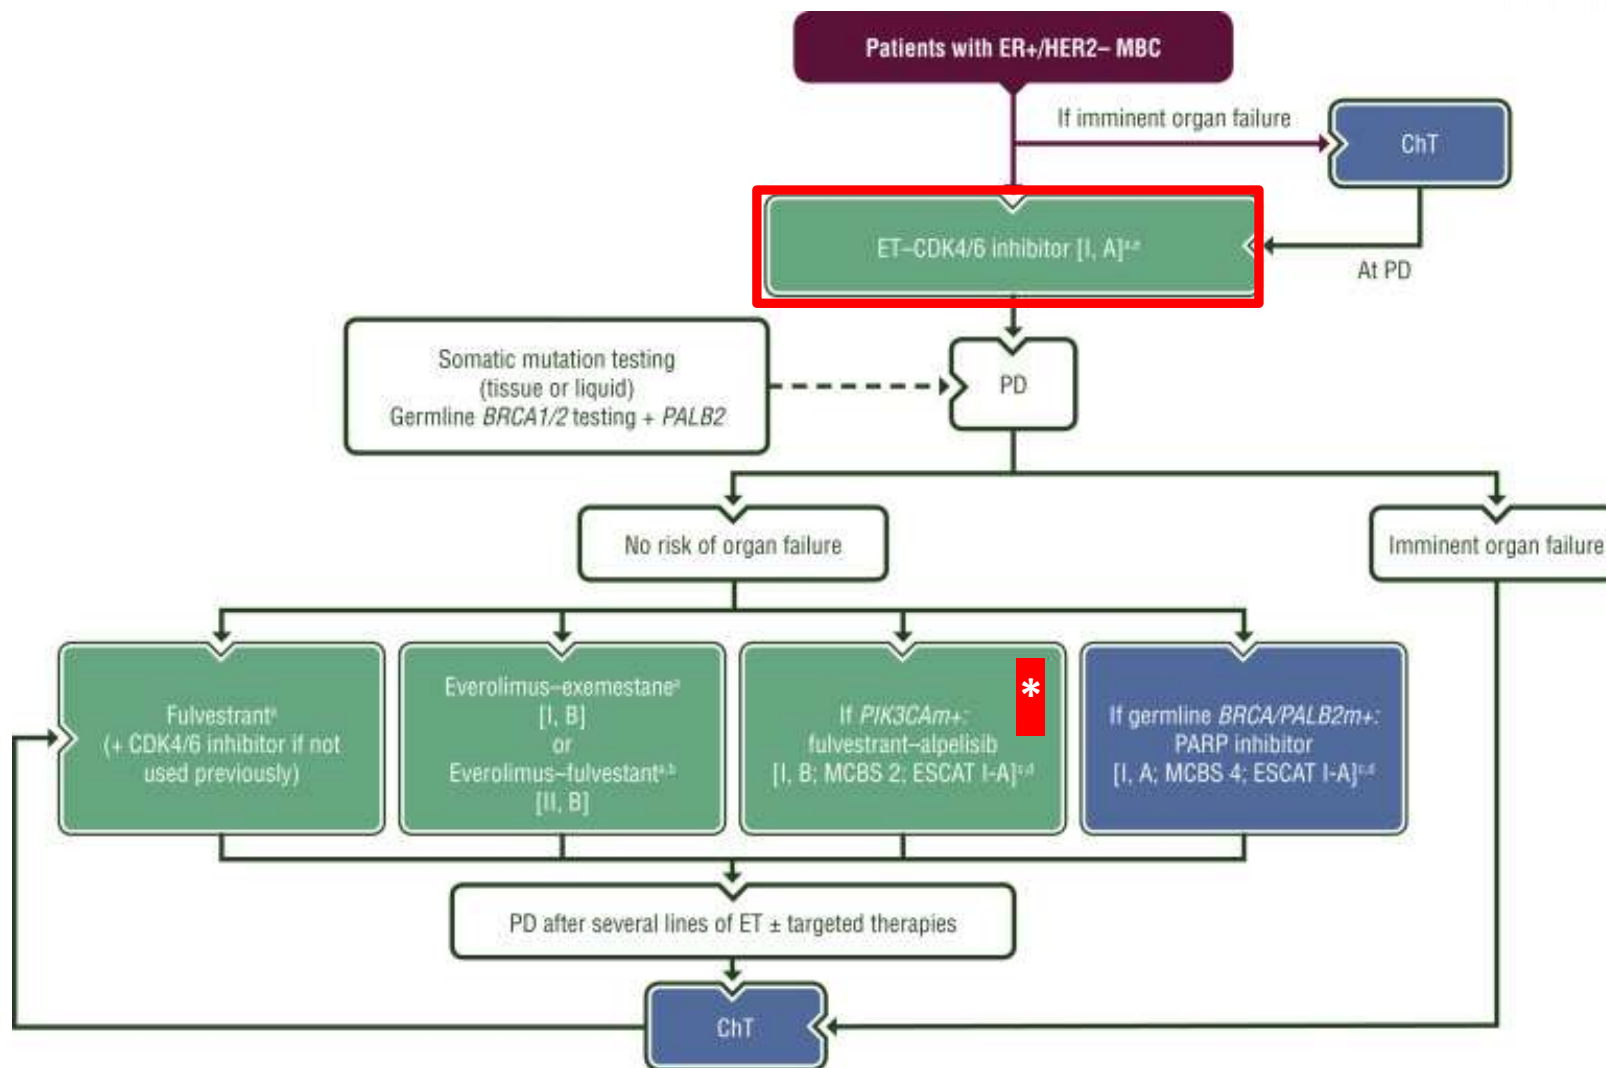 Patients with ER+/HER2– MBC
If imminent organ failure
ChT
ET–CDK4/6 inhibitor [I, A]a,e
At PD
Somatic mutation testing
(tissue or liquid)
Germline BRCA1/2 testing + PALB2
PD
No risk of organ failure
Imminent organ failure
Fulvestranta
(+ CDK4/6 inhibitor if not
used previously)
Everolimus–exemestanea
[I, B]
or
Everolimus–fulvestanta,b
[II, B]
*
If PIK3CAm+:
fulvestrant–alpelisib
[I, B; MCBS 2; ESCAT I-A]c,d
If germline BRCA/PALB2m+:
PARP inhibitor
[I, A; MCBS 4; ESCAT I-A]c,d
PD after several lines of ET ± targeted therapies
ChT